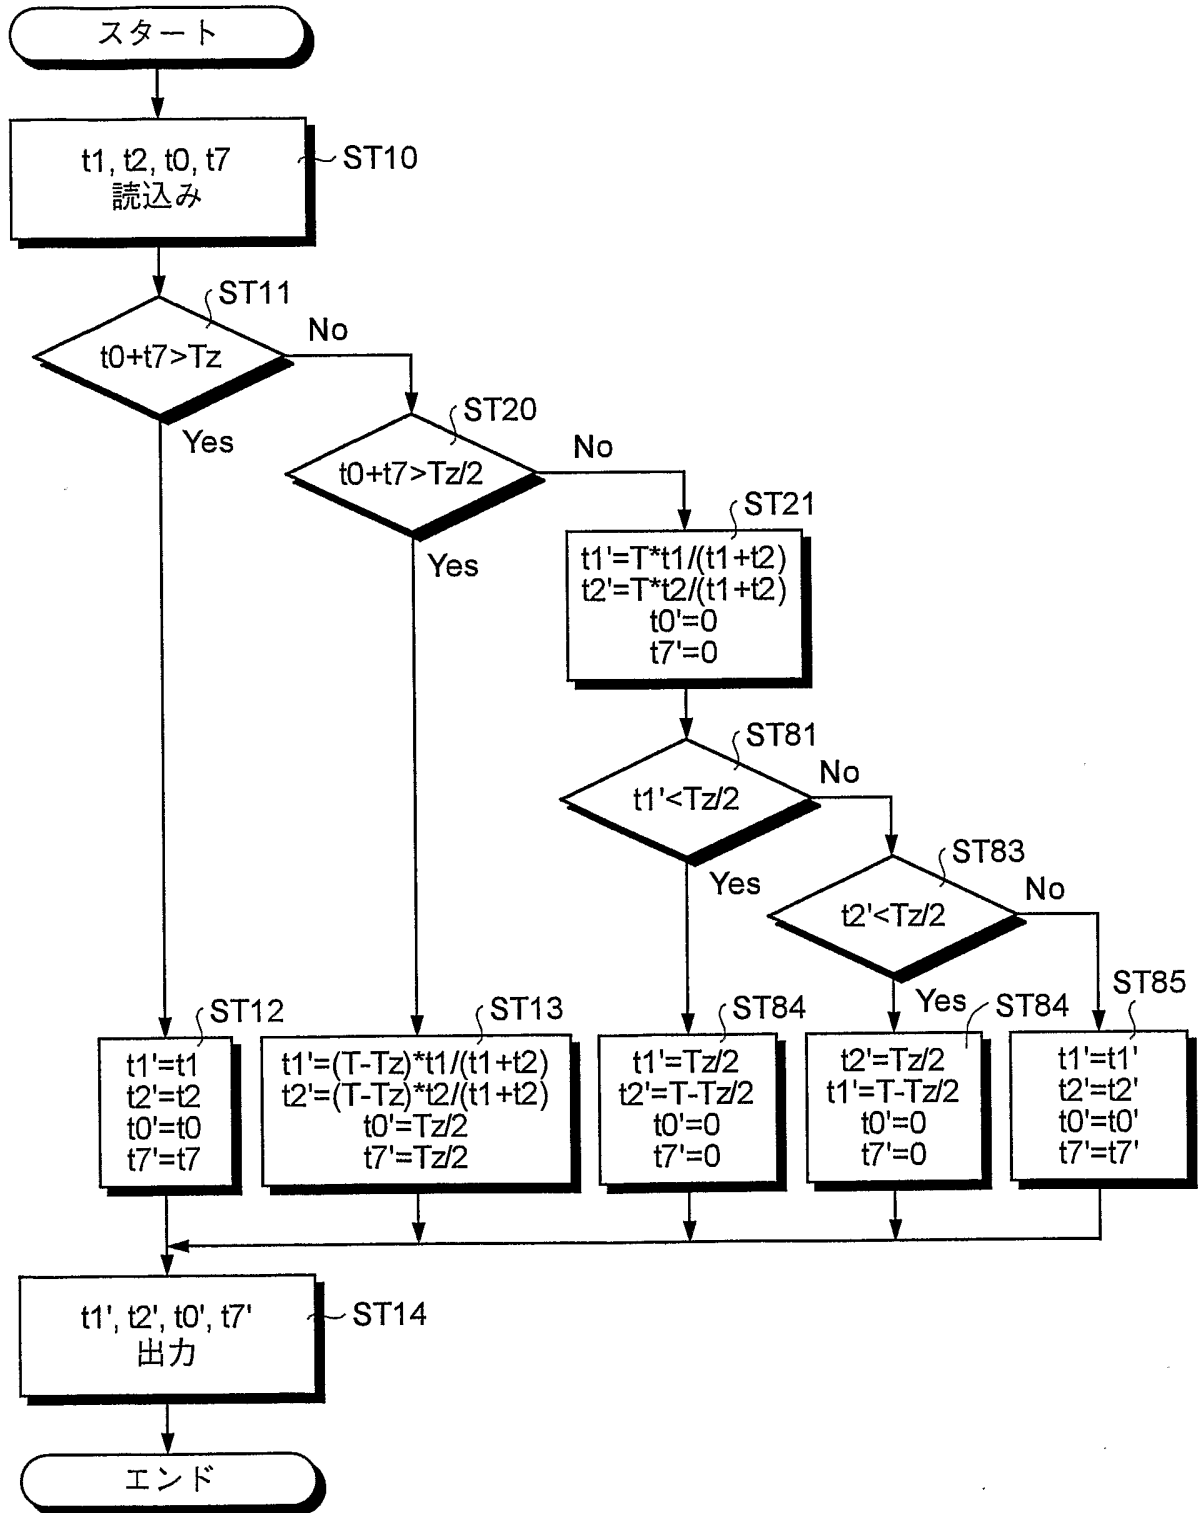 スタート
t1, t2, t0, t7
読込み
ST10
ST11
t0+t7>Tz
No
Yes
ST20
t0+t7>Tz/2
No
Yes
ST21
t1'=T*t1/(t1+t2)
t2'=T*t2/(t1+t2)
t0'=0
t7'=0
ST81
t1'<Tz/2
No
Yes
ST83
t2'<Tz/2
No
Yes
ST12
t1'=t1
t2'=t2
t0'=t0
t7'=t7
ST13
t1'=(T-Tz)*t1/(t1+t2)
t2'=(T-Tz)*t2/(t1+t2)
t0'=Tz/2
t7'=Tz/2
ST84
t1'=Tz/2
t2'=T-Tz/2
t0'=0
t7'=0
ST84
t2'=Tz/2
t1'=T-Tz/2
t0'=0
t7'=0
ST85
t1'=t1'
t2'=t2'
t0'=t0'
t7'=t7'
t1', t2', t0', t7'
出力
ST14
エンド